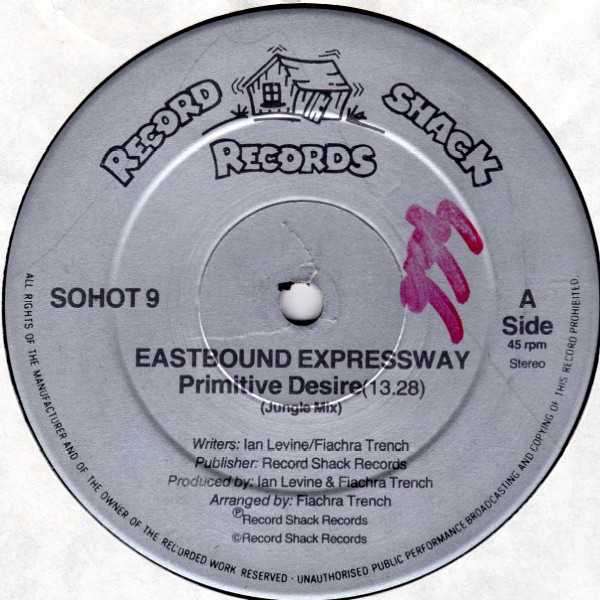 RECORD SHACK
RECORDS
SOHOT 9
A
Side
45 rpm
Stereo
EASTBOUND EXPRESSWAY
Primitive Desire(13.28)
(Jungle Mix)
Writers: Ian Levine/Fiachra Trench
Publisher: Record Shack Records
Produced by: Ian Levine & Fiachra Trench
Arranged by: Fiachra Trench
℗Record Shack Records
©Record Shack Records
ALL RIGHTS OF THE MANUFACTURER AND OF THE OWNER OF THE RECORDED WORK RESERVED · UNAUTHORISED PUBLIC PERFORMANCE BROADCASTING AND COPYING OF THIS RECORD PROHIBITED.